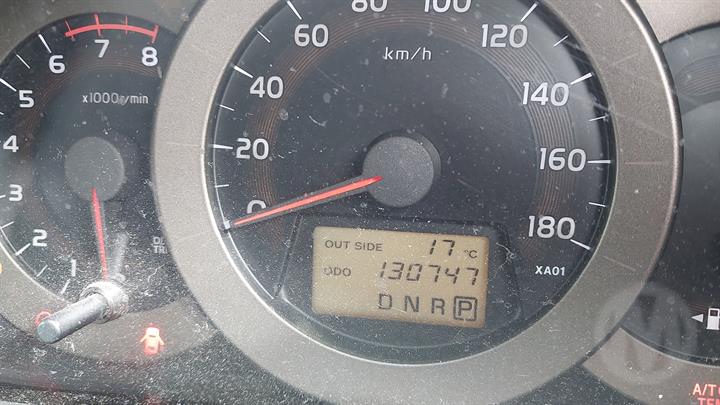 1 2 3 4 5 6 7 8
x1000r/min
0 20 40 60 80 100 120 140 160 180
km/h
OUT SIDE 17 °C
ODO 130747
D N R P
XA01
A/T